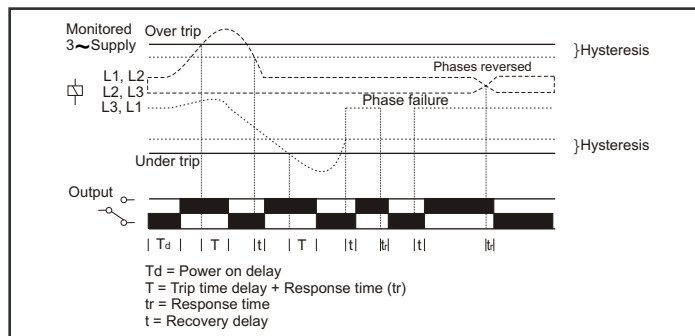 Monitored
Over trip
3~Supply
}Hysteresis
Phases reversed
L1, L2
L2, L3
Phase failure
L3, L1
}Hysteresis
Under trip
Output
Td T t T t tr t tr
Td = Power on delay
T = Trip time delay + Response time (tr)
tr = Response time
t = Recovery delay